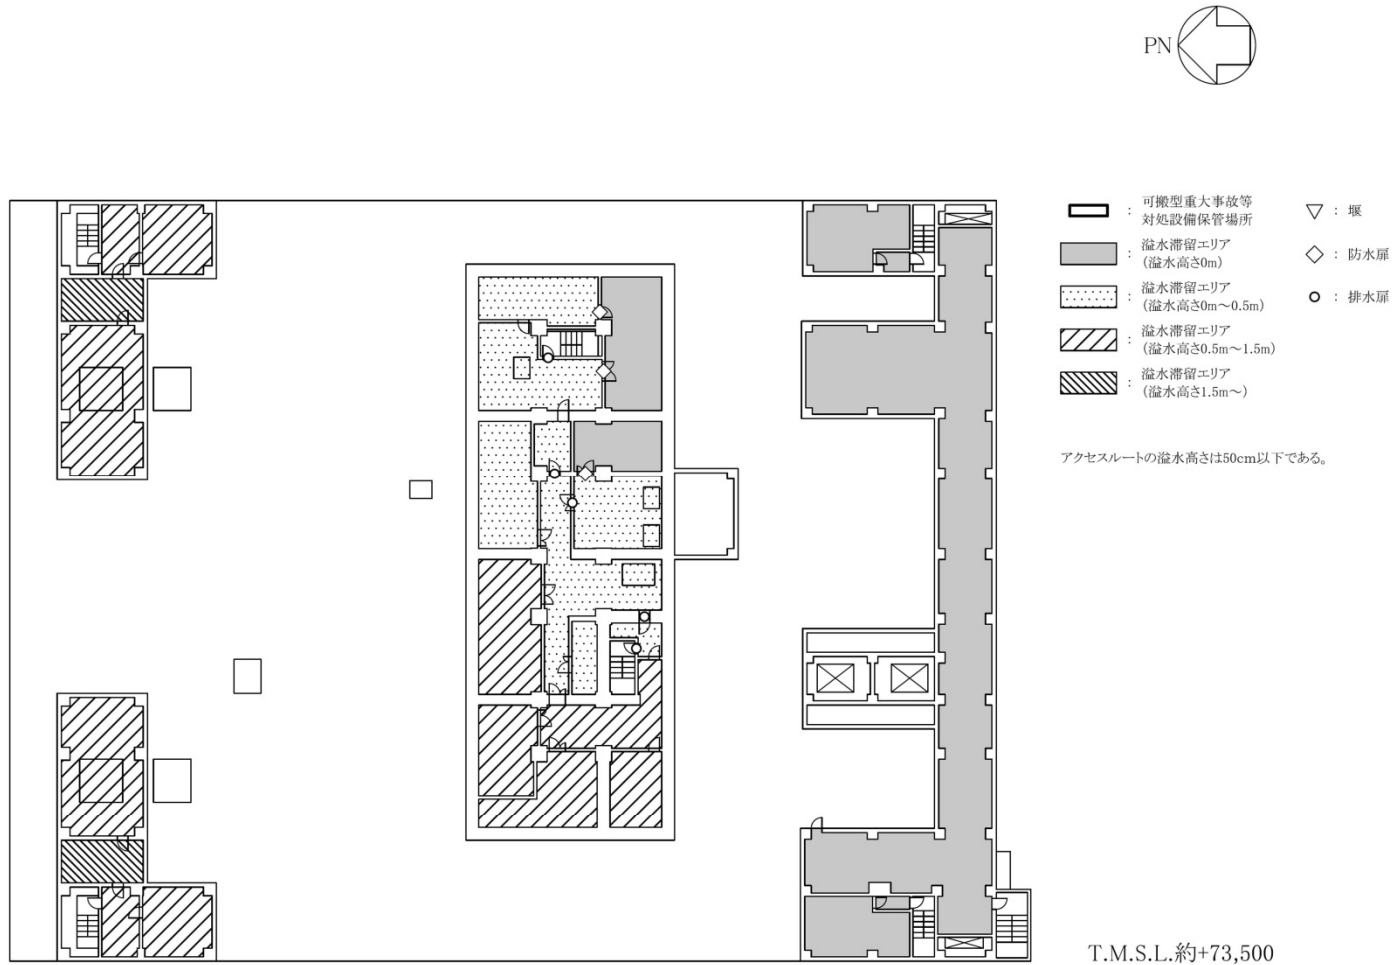 PN
可搬型重大事故等
対処設備保管場所
溢水滞留エリア
(溢水高さ0m)
溢水滞留エリア
(溢水高さ0m～0.5m)
溢水滞留エリア
(溢水高さ0.5m～1.5m)
溢水滞留エリア
(溢水高さ1.5m～)
: 堰
: 防水扉
: 排水扉
アクセスルートの溢水高さは50cm以下である。
T.M.S.L.約+73,500